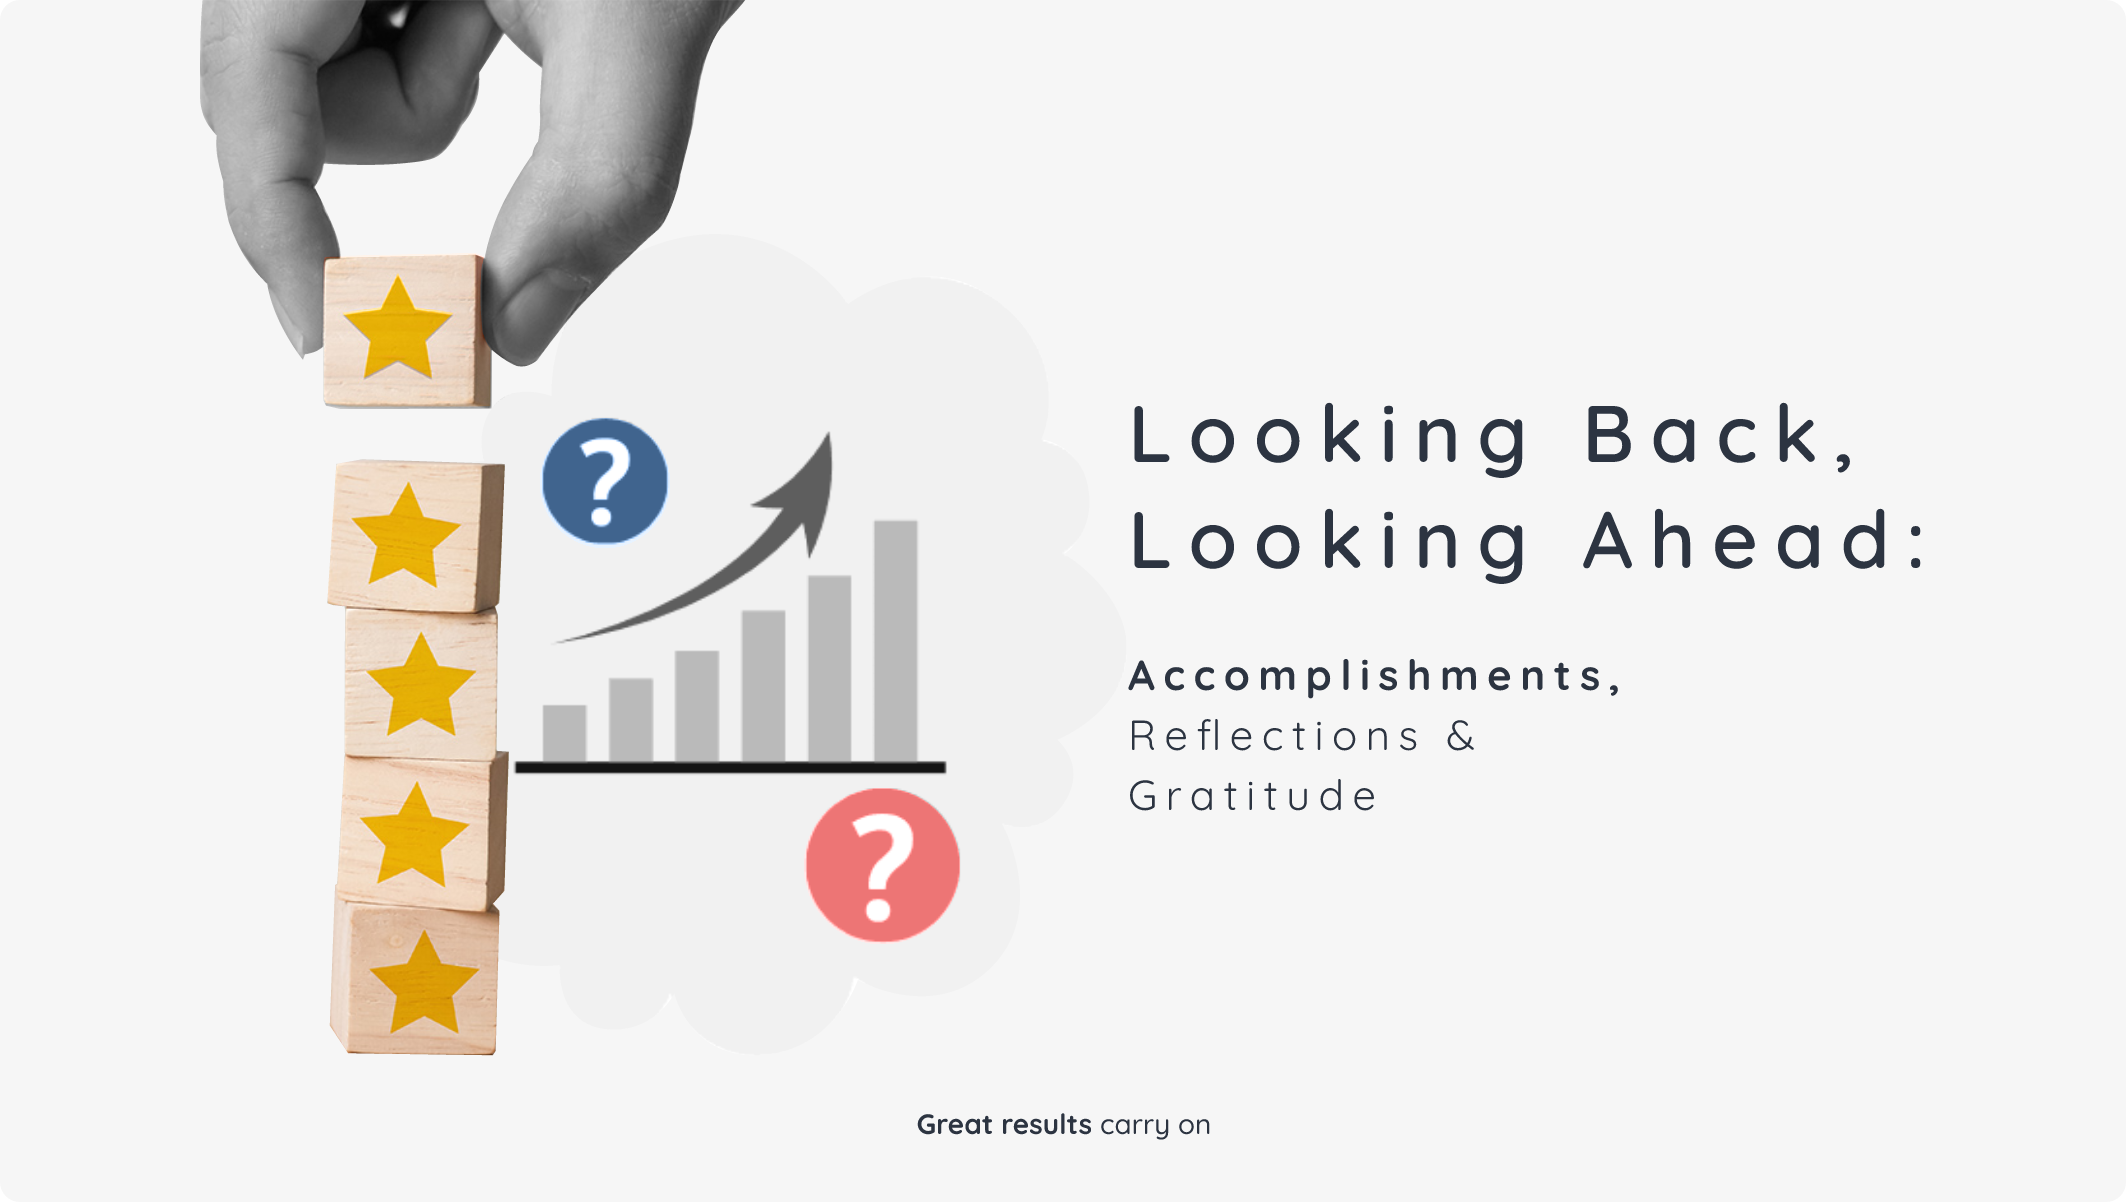 ?
Looking Back,
Looking Ahead:
Accomplishments,
Reflections &
Gratitude
?
Great results carry on